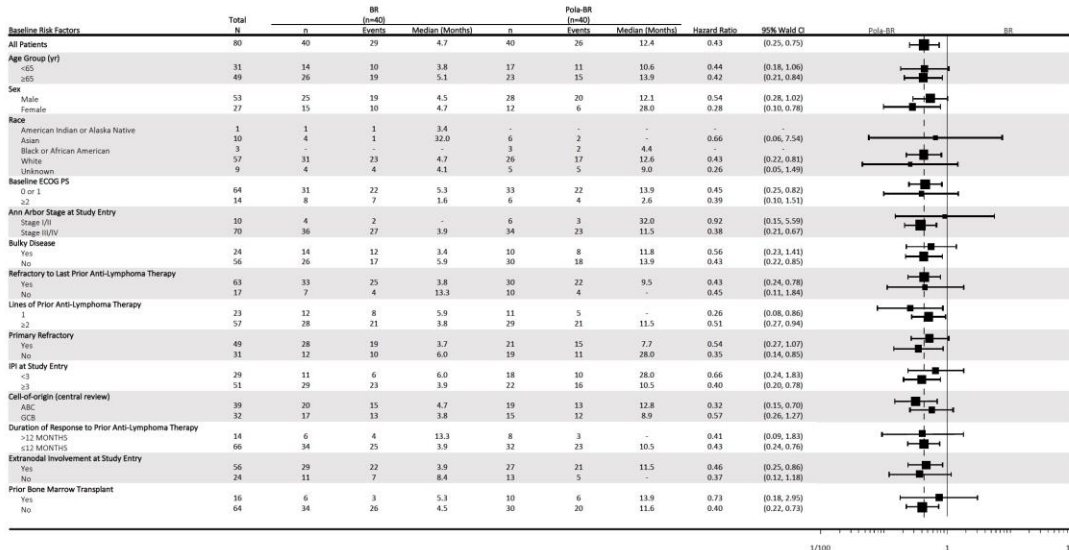 BR Pola-BR
Total (n=40) (n=40)
Baseline Risk Factors N n Events Median (Months) n Events Median (Months) Hazard Ratio 95% Wald CI Pola-BR BR
All Patients 80 40 29 4.7 40 26 12.4 0.43 (0.25, 0.75)
Age Group (yr)
<65 31 14 10 3.8 17 11 10.6 0.44 (0.18, 1.06)
≥65 49 26 19 5.1 23 15 13.9 0.42 (0.21, 0.84)
Sex
Male 53 25 19 4.5 28 20 12.1 0.54 (0.28, 1.02)
Female 27 15 10 4.7 12 6 28.0 0.28 (0.10, 0.78)
Race
American Indian or Alaska Native 1 1 1 3.4 - - - - -
Asian 10 4 1 32.0 6 2 - 0.66 (0.06, 7.54)
Black or African American 3 - - - 3 2 4.4 - -
White 57 31 23 4.7 26 17 12.6 0.43 (0.22, 0.81)
Unknown 9 4 4 4.1 5 5 9.0 0.26 (0.05, 1.49)
Baseline ECOG PS
0 or 1 64 31 22 5.3 33 22 13.9 0.45 (0.25, 0.82)
≥2 14 8 7 1.6 6 4 2.6 0.39 (0.10, 1.51)
Ann Arbor Stage at Study Entry
Stage I/II 10 4 2 - 6 3 32.0 0.92 (0.15, 5.59)
Stage III/IV 70 36 27 3.9 34 23 11.5 0.38 (0.21, 0.67)
Bulky Disease
Yes 24 14 12 3.4 10 8 11.8 0.56 (0.23, 1.41)
No 56 26 17 5.9 30 18 13.9 0.43 (0.22, 0.85)
Refractory to Last Prior Anti-Lymphoma Therapy
Yes 63 33 25 3.8 30 22 9.5 0.43 (0.24, 0.78)
No 17 7 4 13.3 10 4 - 0.45 (0.11, 1.84)
Lines of Prior Anti-Lymphoma Therapy
1 23 12 8 5.9 11 5 - 0.26 (0.08, 0.86)
≥2 57 28 21 3.8 29 21 11.5 0.51 (0.27, 0.94)
Primary Refractory
Yes 49 28 19 3.7 21 15 7.7 0.54 (0.27, 1.07)
No 31 12 10 6.0 19 11 28.0 0.35 (0.14, 0.85)
IPI at Study Entry
<3 29 11 6 6.0 18 10 28.0 0.66 (0.24, 1.83)
≥3 51 29 23 3.9 22 16 10.5 0.40 (0.20, 0.78)
Cell-of-origin (central review)
ABC 39 20 15 4.7 19 13 12.8 0.32 (0.15, 0.70)
GCB 32 17 13 3.8 15 12 8.9 0.57 (0.26, 1.27)
Duration of Response to Prior Anti-Lymphoma Therapy
>12 MONTHS 14 6 4 13.3 8 3 - 0.41 (0.09, 1.83)
≤12 MONTHS 66 34 25 3.9 32 23 10.5 0.43 (0.24, 0.76)
Extranodal Involvement at Study Entry
Yes 56 29 22 3.9 27 21 11.5 0.46 (0.25, 0.86)
No 24 11 7 8.4 13 5 - 0.37 (0.12, 1.18)
Prior Bone Marrow Transplant
Yes 16 6 3 5.3 10 6 13.9 0.73 (0.18, 2.95)
No 64 34 26 4.5 30 20 11.6 0.40 (0.22, 0.73)
1/100 1